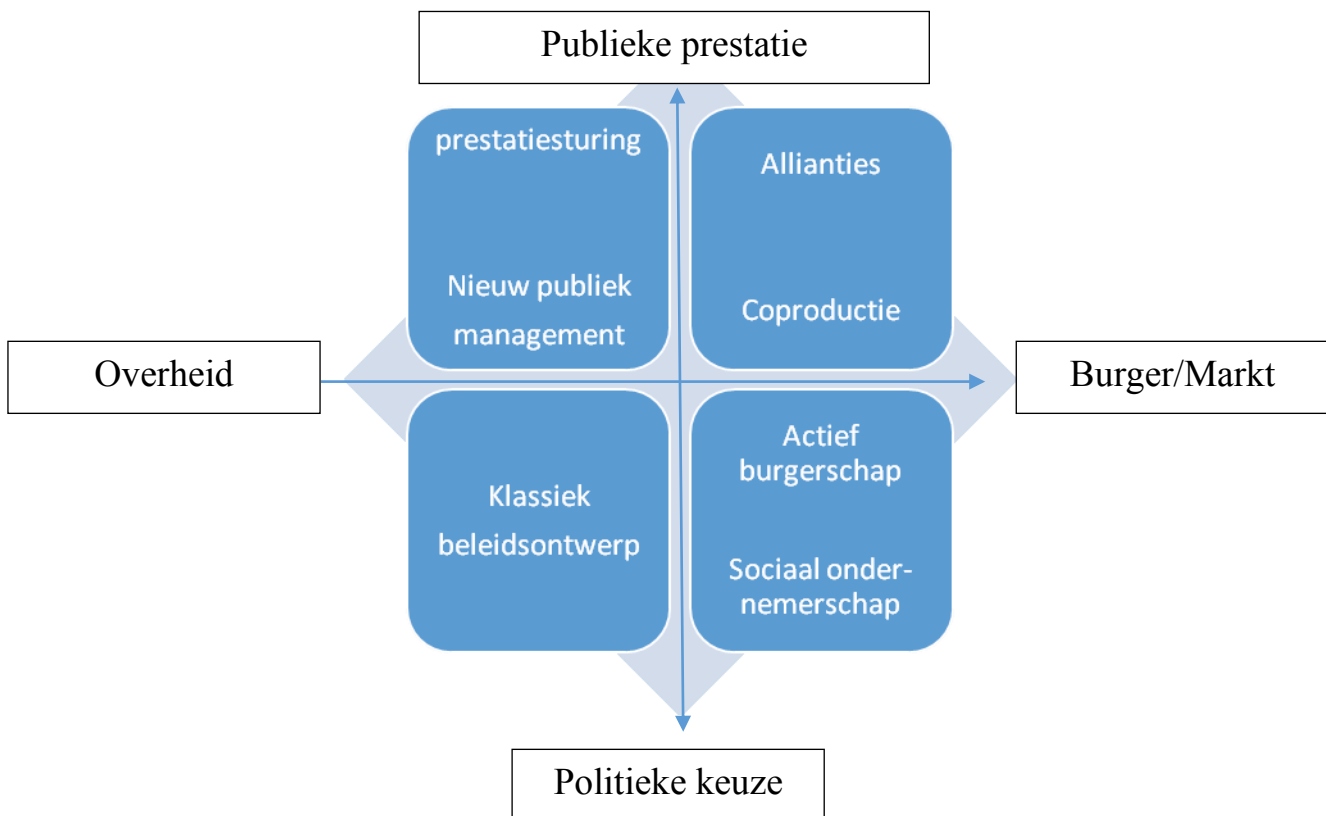 Publieke prestatie
prestatiesturing
Nieuw publiek
management
Allianties
Coproductie
Overheid
Burger/Markt
Klassiek
beleidsontwerp
Actief
burgerschap
Sociaal onder-
nemerschap
Politieke keuze